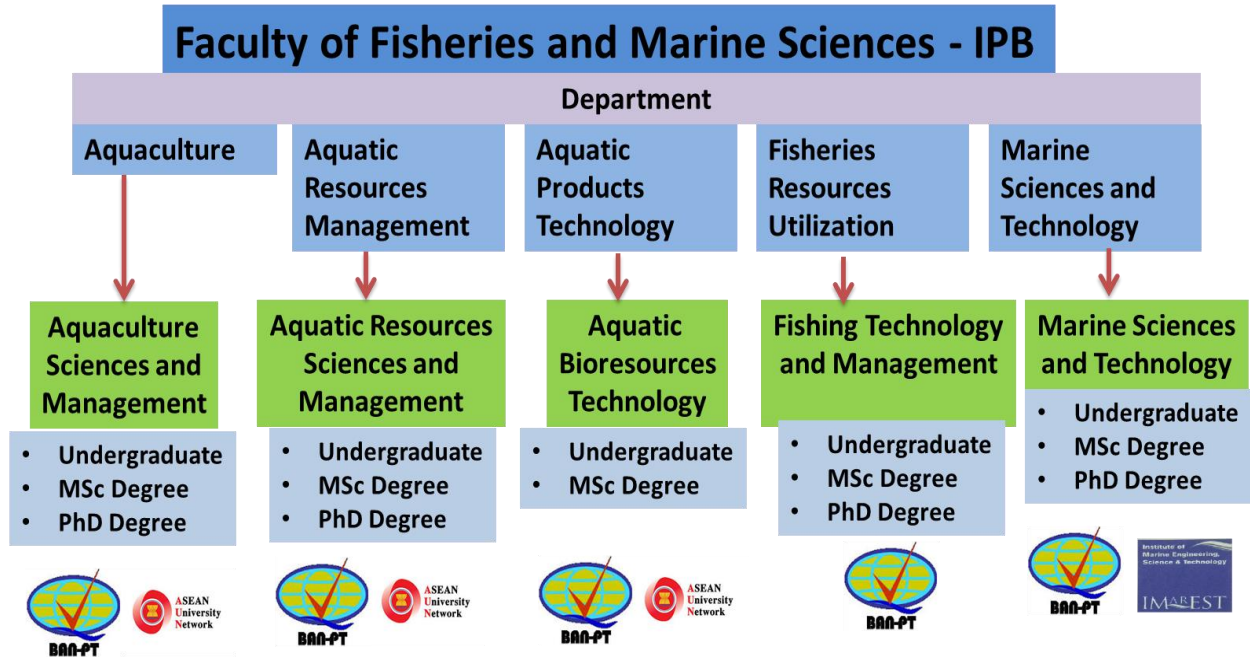 Faculty of Fisheries and Marine Sciences - IPB
Department
Aquaculture
Aquatic
Resources
Management
Aquatic
Products
Technology
Fisheries
Resources
Utilization
Marine
Sciences and
Technology
Aquaculture
Sciences and
Management
Aquatic Resources
Sciences and
Management
Aquatic
Bioresources
Technology
Fishing Technology
and Management
Marine Sciences
and Technology
• Undergraduate
• MSc Degree
• PhD Degree
• Undergraduate
• MSc Degree
• PhD Degree
• Undergraduate
• MSc Degree
• Undergraduate
• MSc Degree
• PhD Degree
• Undergraduate
• MSc Degree
• PhD Degree
BAN-PT
ASEAN
University
Network
BAN-PT
ASEAN
University
Network
BAN-PT
ASEAN
University
Network
BAN-PT
BAN-PT
Institute of
Marine Engineering,
Science & Technology
IMarEST